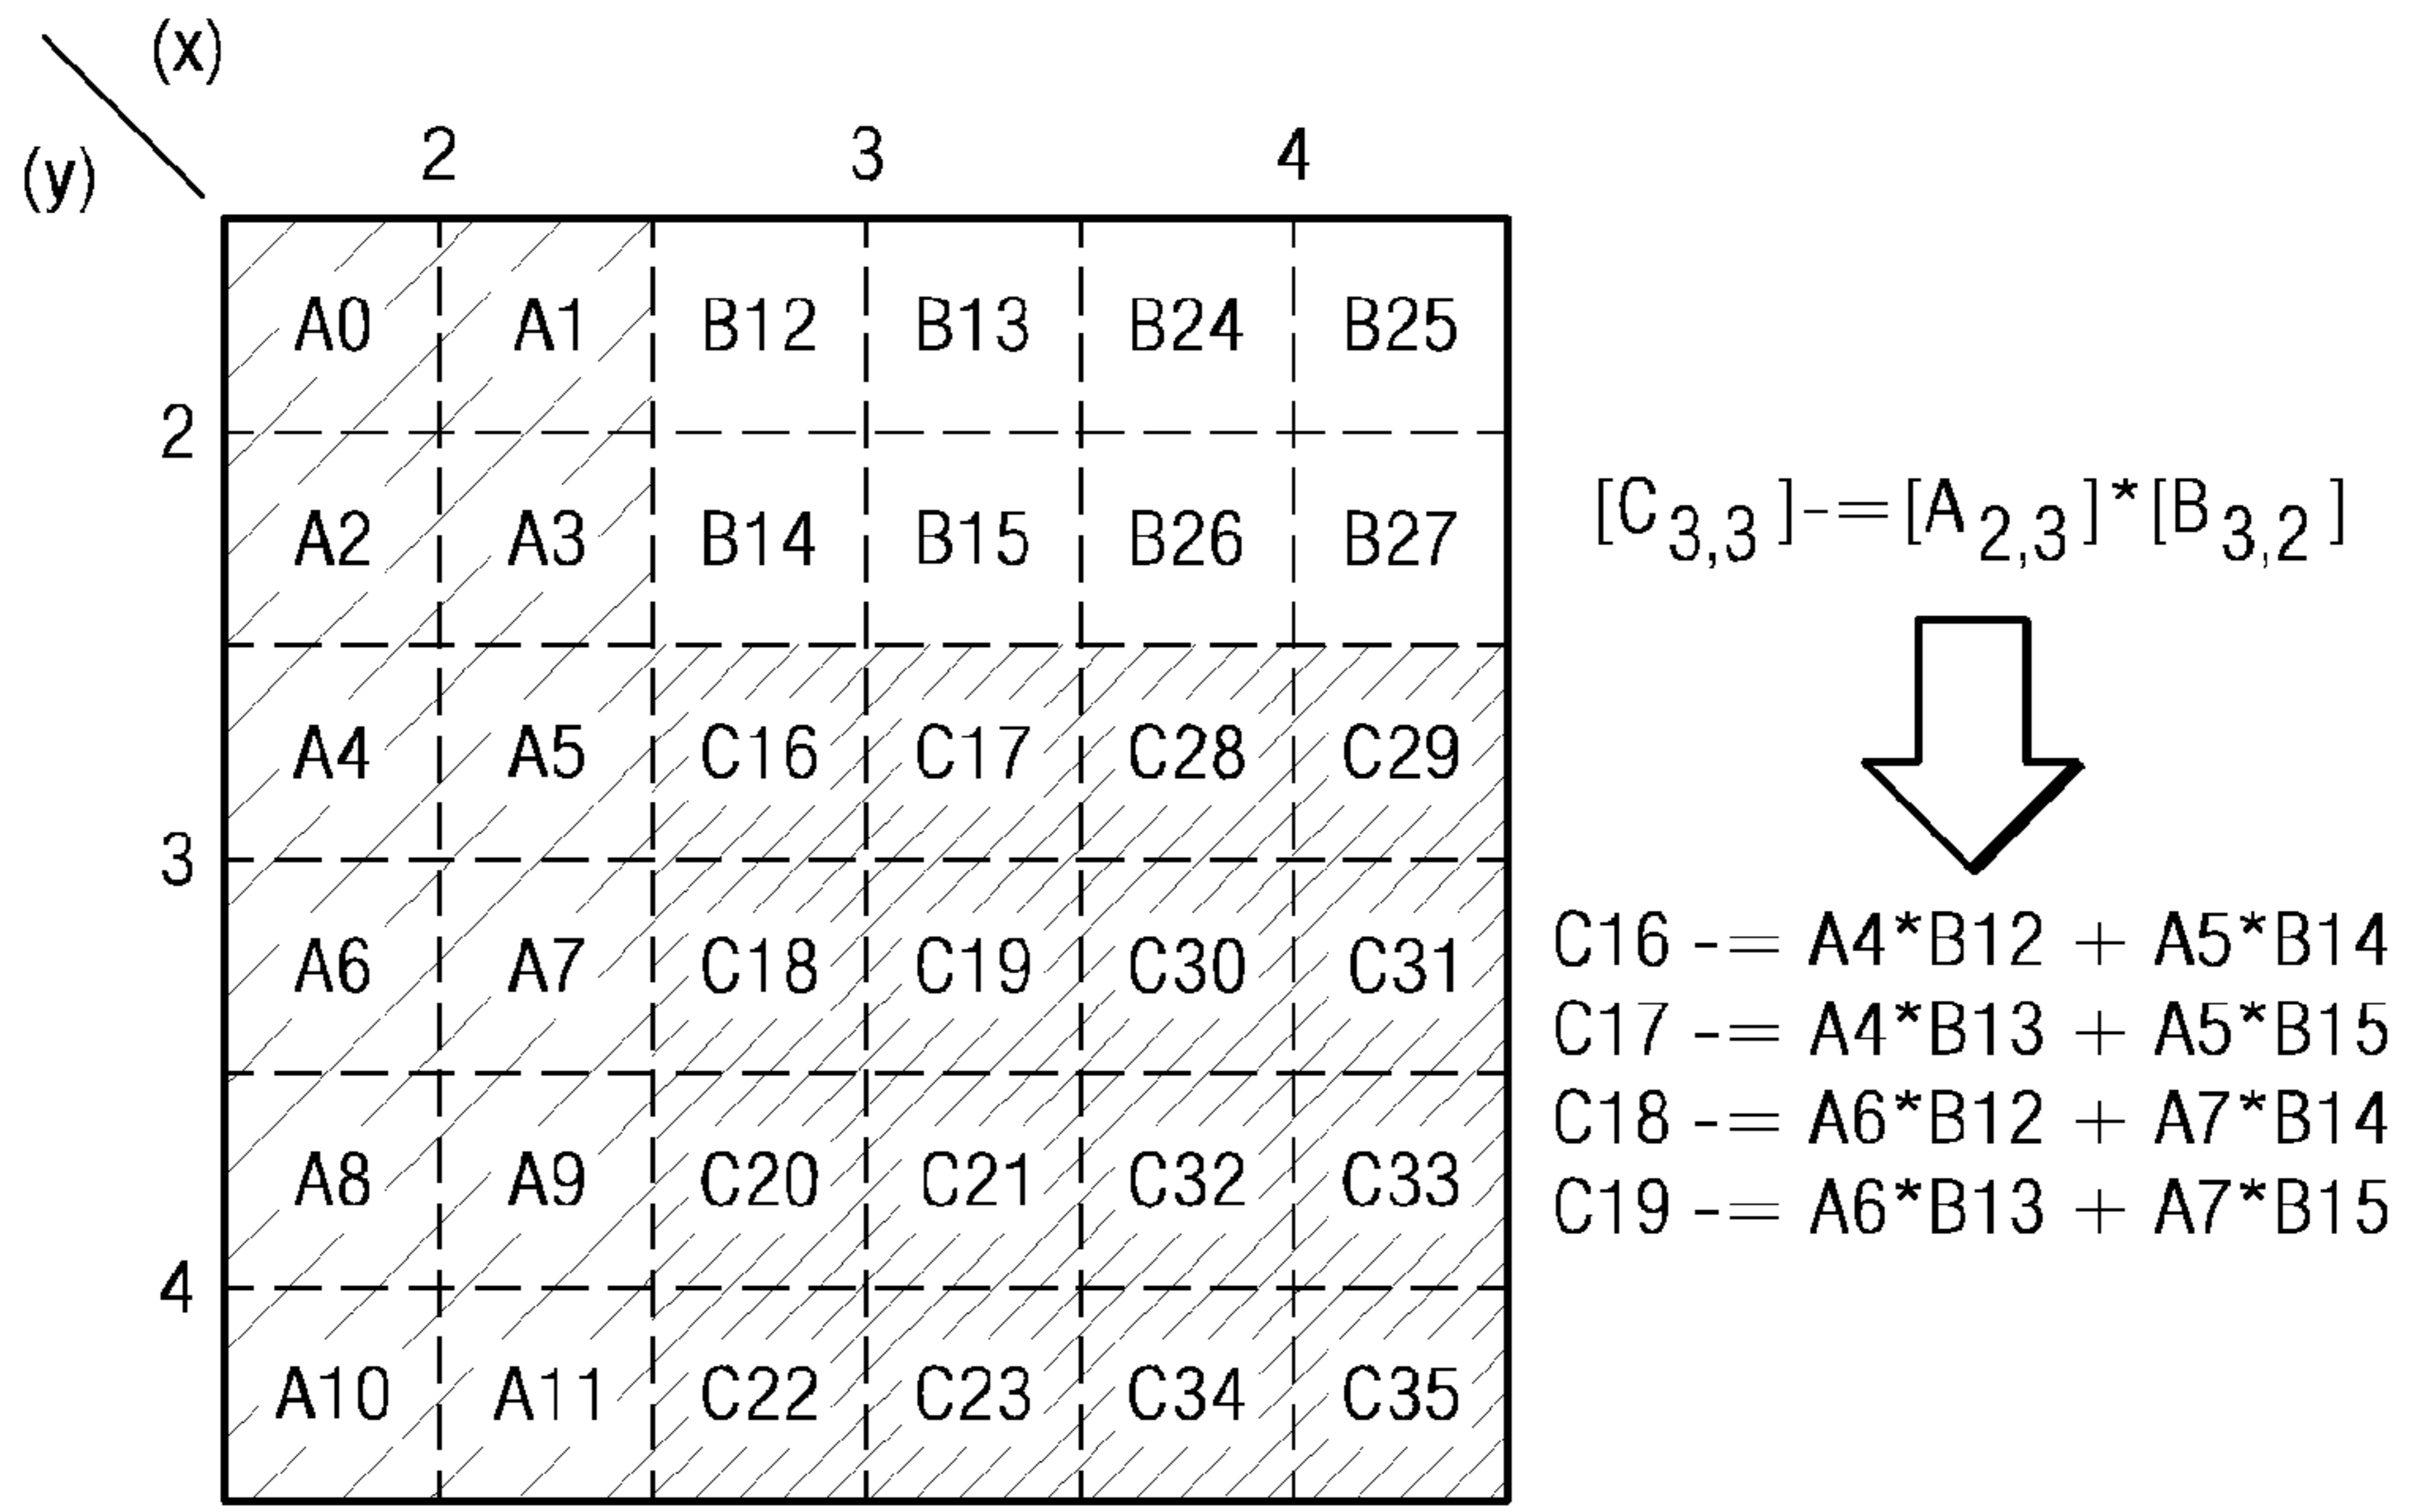 (x)
(y)
2 3 4
A0 A1 B12 B13 B24 B25
2
A2 A3 B14 B15 B26 B27
A4 A5 C16 C17 C28 C29
3
A6 A7 C18 C19 C30 C31
A8 A9 C20 C21 C32 C33
4
A10 A11 C22 C23 C34 C35
[C3,3]-=[A2,3]*[B3,2]
C16 -= A4*B12 + A5*B14
C17 -= A4*B13 + A5*B15
C18 -= A6*B12 + A7*B14
C19 -= A6*B13 + A7*B15